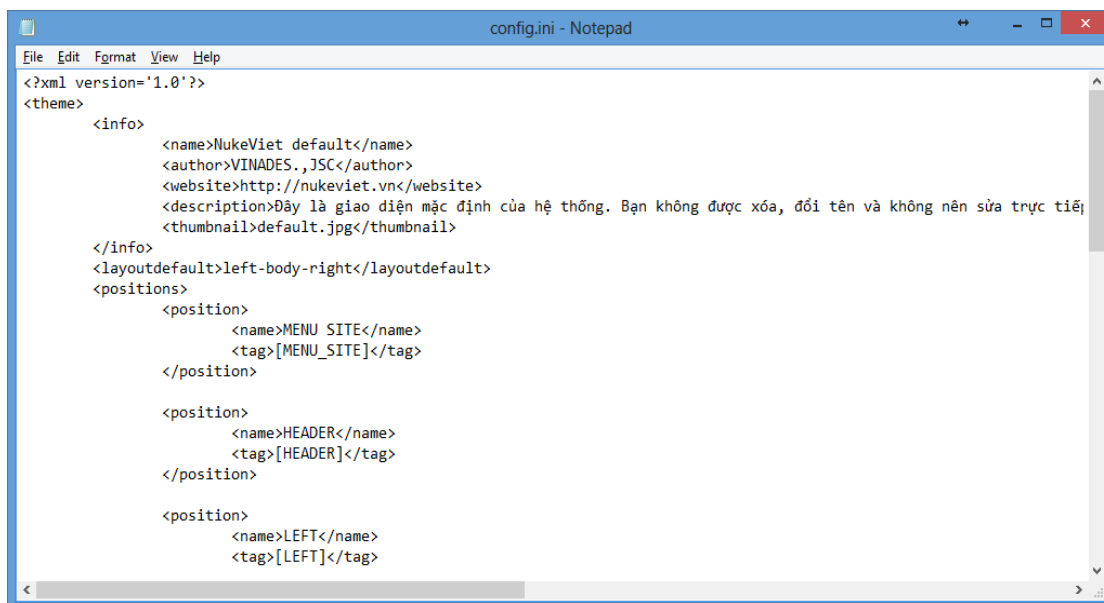 config.ini - Notepad
File Edit Format View Help
<?xml version='1.0'?>
<theme>
<info>
<name>NukeViet default</name>
<author>VINADES.,JSC</author>
<website>http://nukeviet.vn</website>
<description>Đây là giao diện mặc định của hệ thống. Bạn không được xóa, đổi tên và không nên sửa trực
<thumbnail>default.jpg</thumbnail>
</info>
<layoutdefault>left-body-right</layoutdefault>
<positions>
<position>
<name>MENU SITE</name>
<tag>[MENU_SITE]</tag>
</position>
<position>
<name>HEADER</name>
<tag>[HEADER]</tag>
</position>
<position>
<name>LEFT</name>
<tag>[LEFT]</tag>